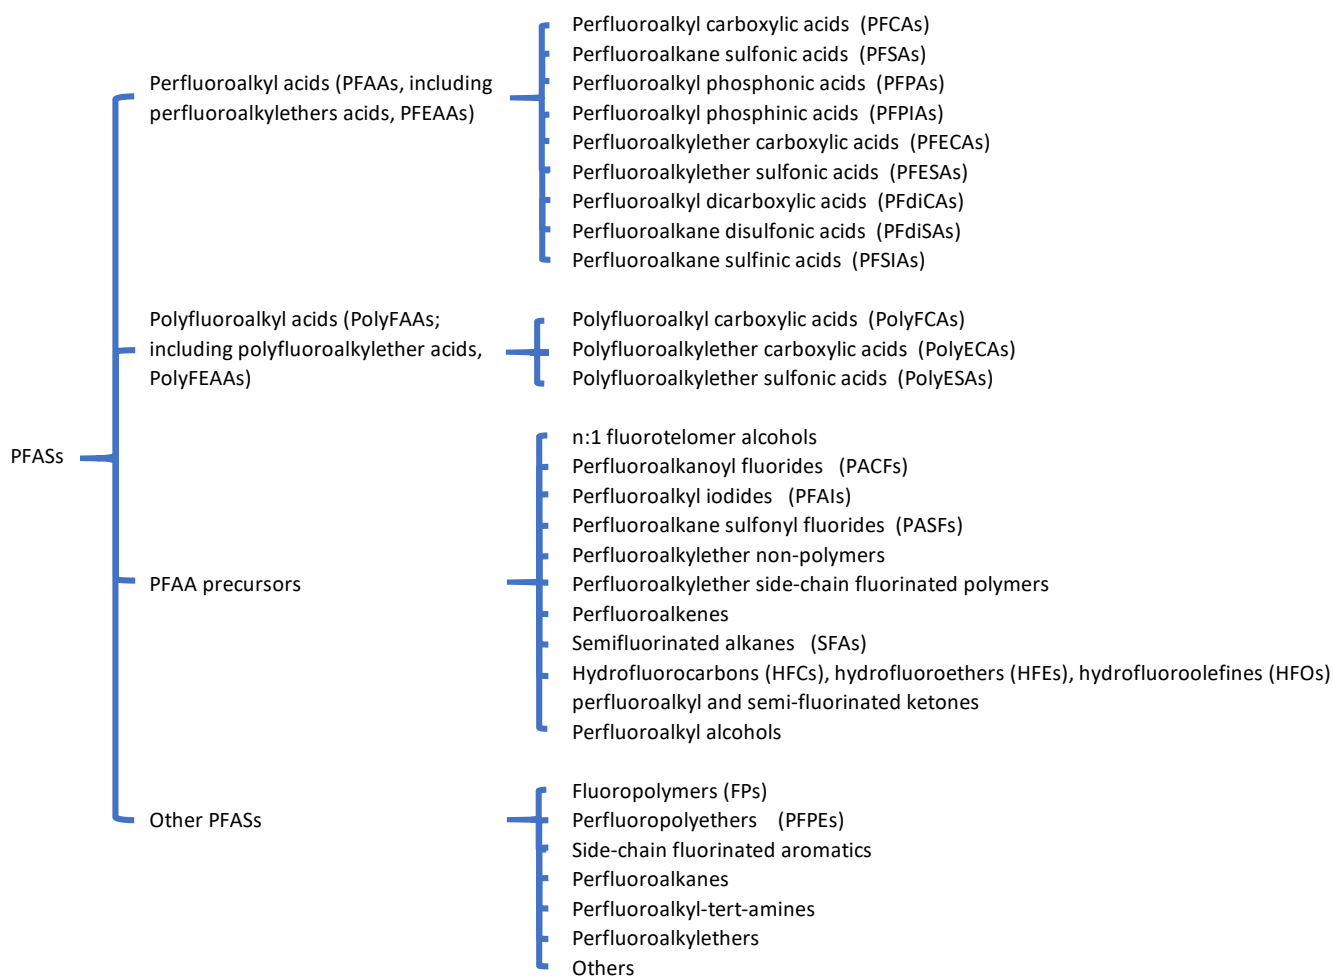 PFASs
Perfluoroalkyl acids (PFAAs, including
perfluoroalkylethers acids, PFEAAs)
Perfluoroalkyl carboxylic acids (PFCAs)
Perfluoroalkane sulfonic acids (PFSAs)
Perfluoroalkyl phosphonic acids (PFPAs)
Perfluoroalkyl phosphinic acids (PFPIAs)
Perfluoroalkylether carboxylic acids (PFECAs)
Perfluoroalkylether sulfonic acids (PFESAs)
Perfluoroalkyl dicarboxylic acids (PFdiCAs)
Perfluoroalkane disulfonic acids (PFdiSAs)
Perfluoroalkane sulfinic acids (PFSIAs)
Polyfluoroalkyl acids (PolyFAAs;
including polyfluoroalkylether acids,
PolyFEAAs)
Polyfluoroalkyl carboxylic acids (PolyFCAs)
Polyfluoroalkylether carboxylic acids (PolyECAs)
Polyfluoroalkylether sulfonic acids (PolyESAs)
PFAA precursors
n:1 fluorotelomer alcohols
Perfluoroalkanoyl fluorides (PACFs)
Perfluoroalkyl iodides (PFAIs)
Perfluoroalkane sulfonyl fluorides (PASFs)
Perfluoroalkylether non-polymers
Perfluoroalkylether side-chain fluorinated polymers
Perfluoroalkenes
Semifluorinated alkanes (SFAs)
Hydrofluorocarbons (HFCs), hydrofluoroethers (HFEs), hydrofluoroolefines (HFOs)
perfluoroalkyl and semi-fluorinated ketones
Perfluoroalkyl alcohols
Other PFASs
Fluoropolymers (FPs)
Perfluoropolyethers (PFPEs)
Side-chain fluorinated aromatics
Perfluoroalkanes
Perfluoroalkyl-tert-amines
Perfluoroalkylethers
Others